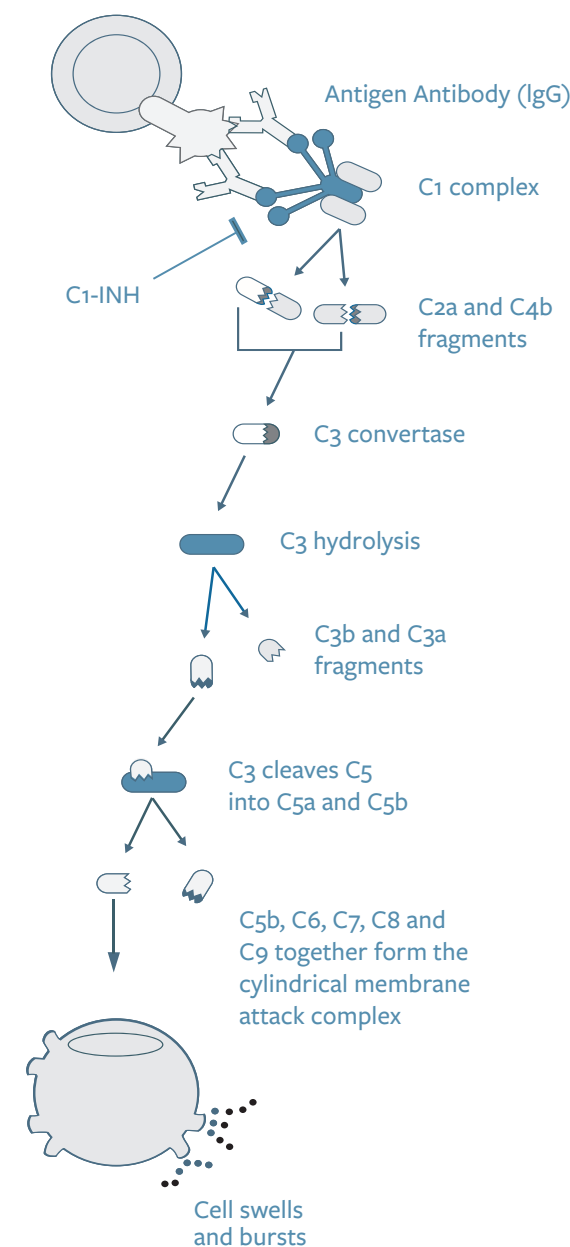 Antigen Antibody (lgG)
C1 complex
C1-INH
C2a and C4b
fragments
C3 convertase
C3 hydrolysis
C3b and C3a
fragments
C3 cleaves C5
into C5a and C5b
C5b, C6, C7, C8 and
C9 together form the
cylindrical membrane
attack complex
Cell swells
and bursts